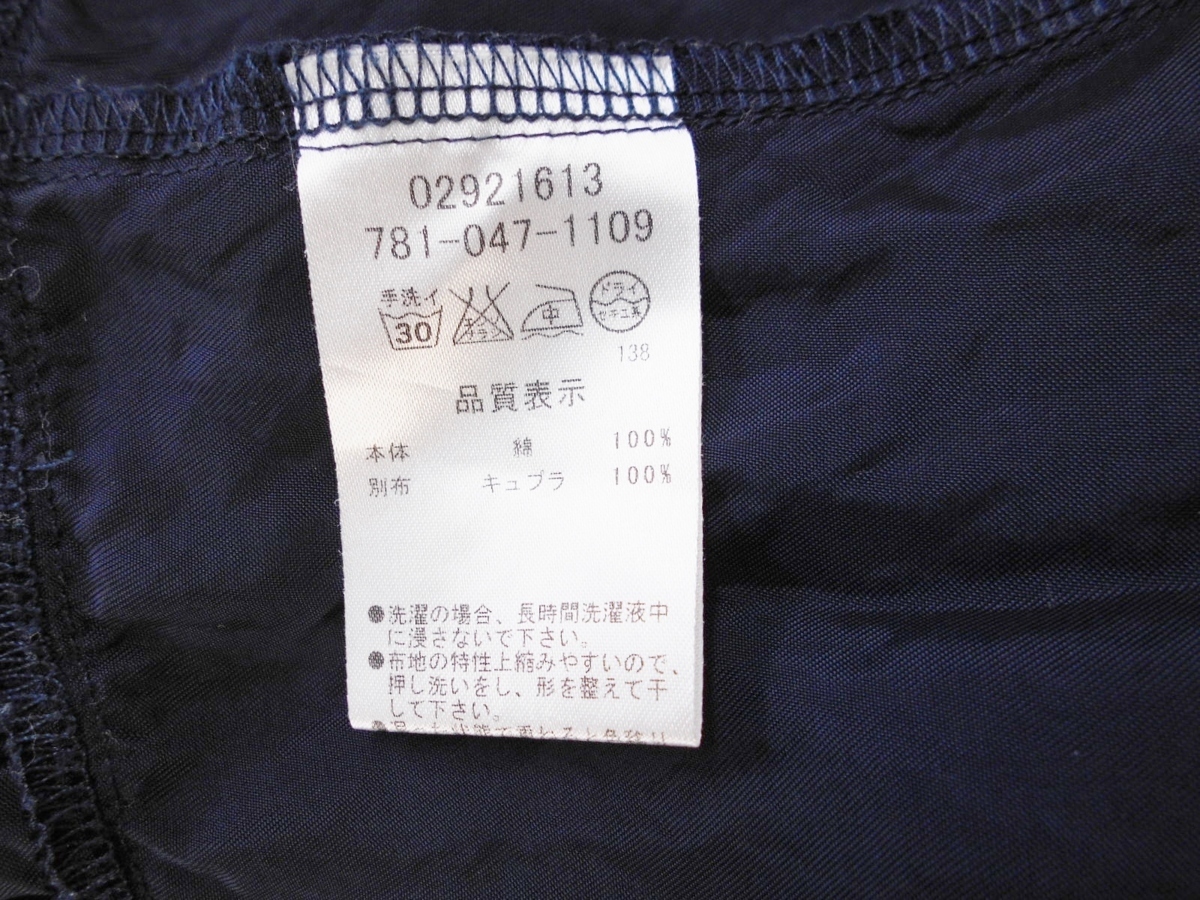 02921613
781-047-1109
手洗イ
30
中
ドライ
セキユ系
138
品質表示
本体 綿 100%
別布 キュプラ 100%
●洗濯の場合、長時間洗濯液中
に浸さないで下さい。
●布地の特性上縮みやすいので、
押し洗いをし、形を整えて干
して下さい。